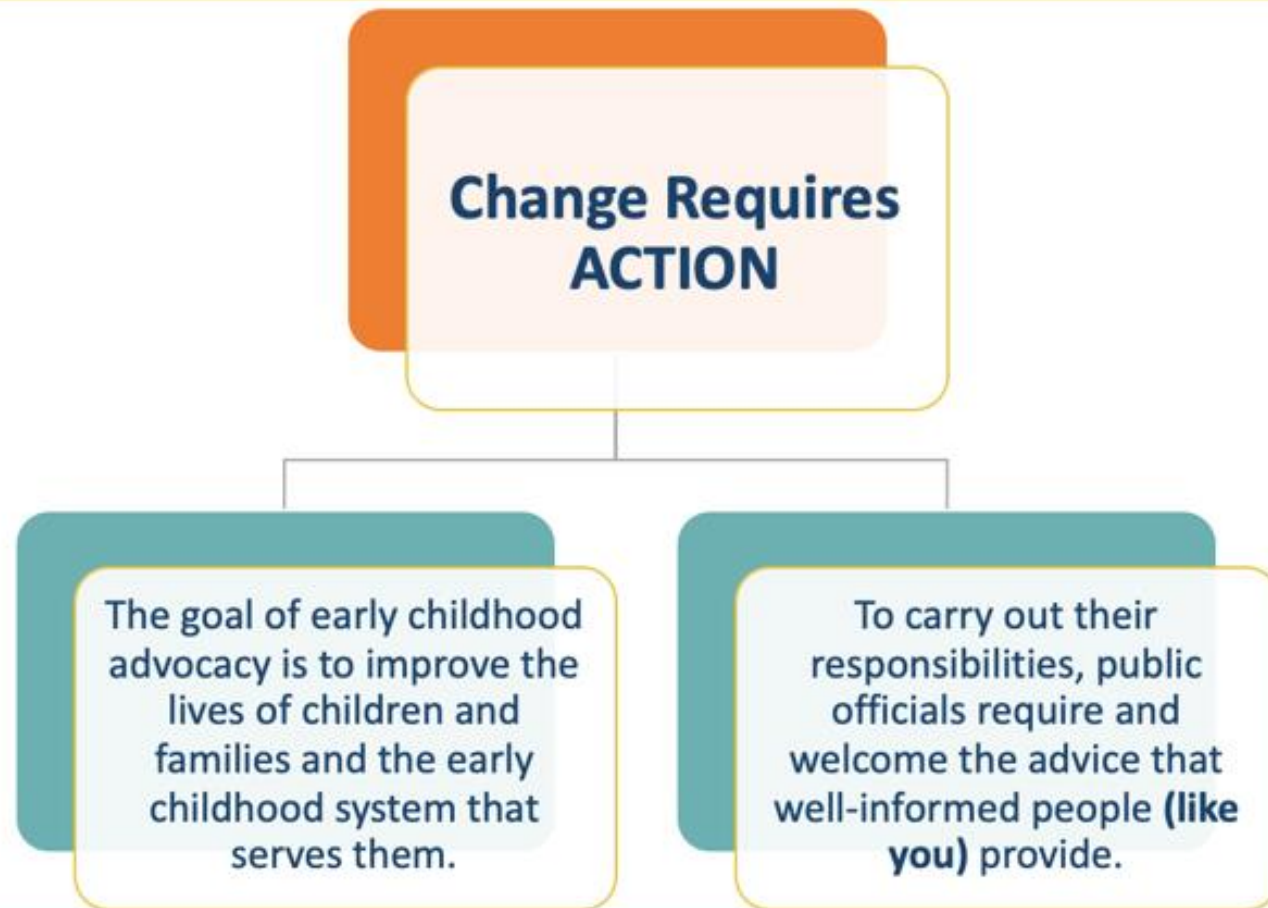 Change Requires
ACTION
The goal of early childhood
advocacy is to improve the
lives of children and
families and the early
childhood system that
serves them.
To carry out their
responsibilities, public
officials require and
welcome the advice that
well-informed people (like
you) provide.